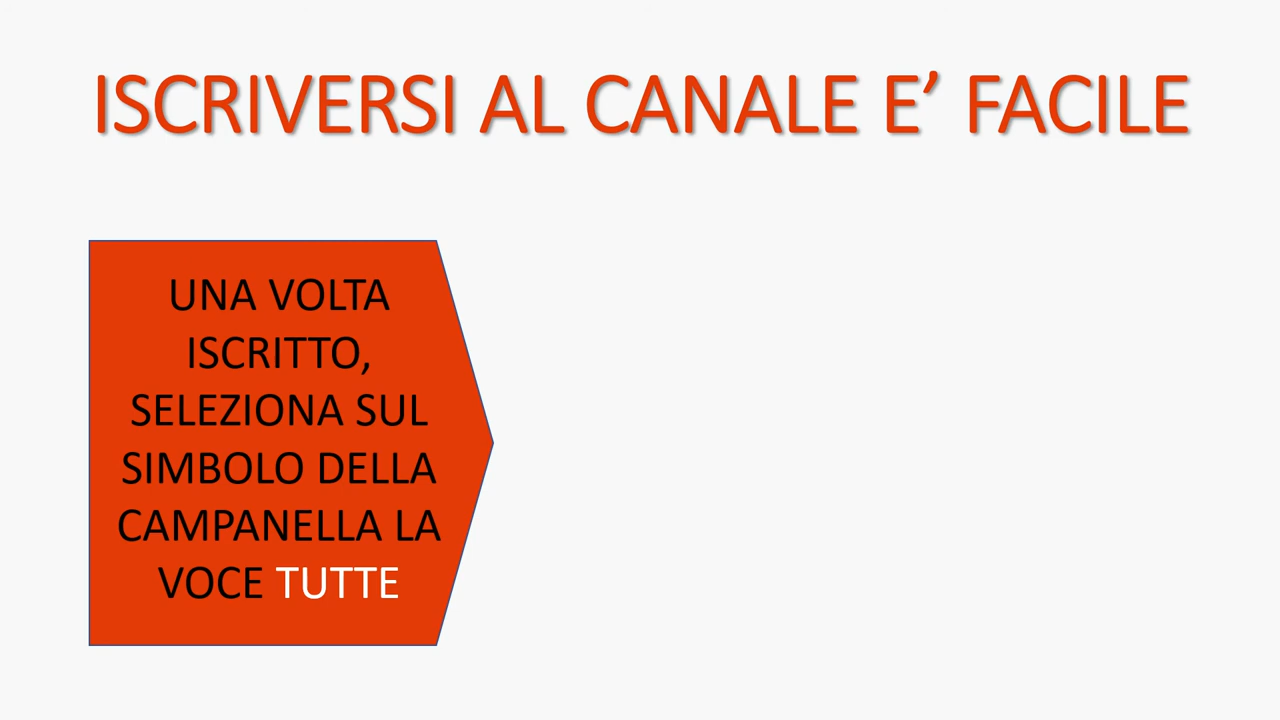 ISCRIVERSI AL CANALE E’ FACILE
UNA VOLTA
ISCRITTO,
SELEZIONA SUL
SIMBOLO DELLA
CAMPANELLA LA
VOCE TUTTE